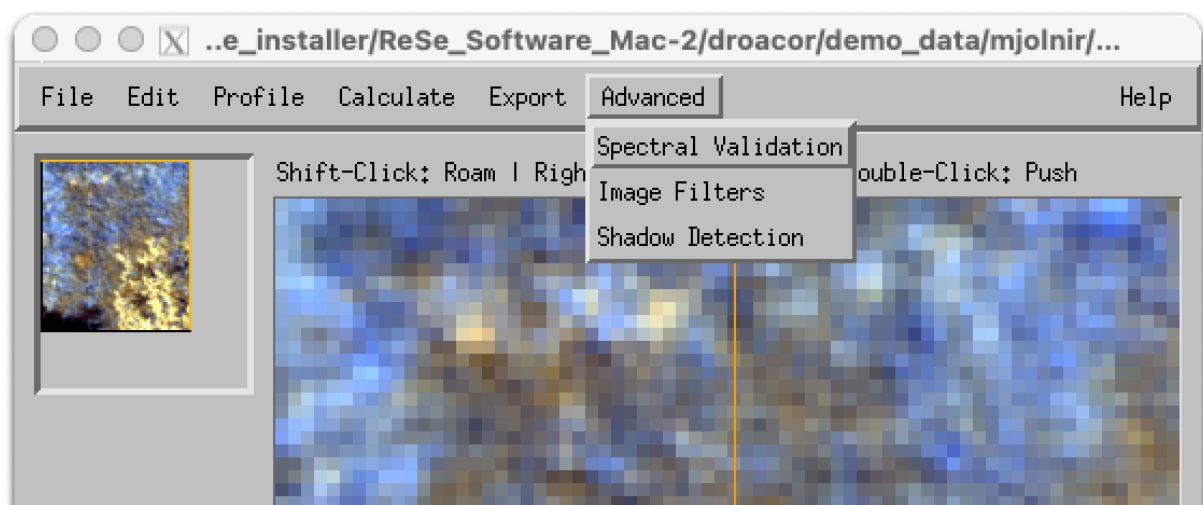 ..e_installer/ReSe_Software_Mac-2/droacor/demo_data/mjolnir/...
File Edit Profile Calculate Export Advanced Help
Spectral Validation
Shift-Click: Roam | Righ ouble-Click: Push
Image Filters
Shadow Detection